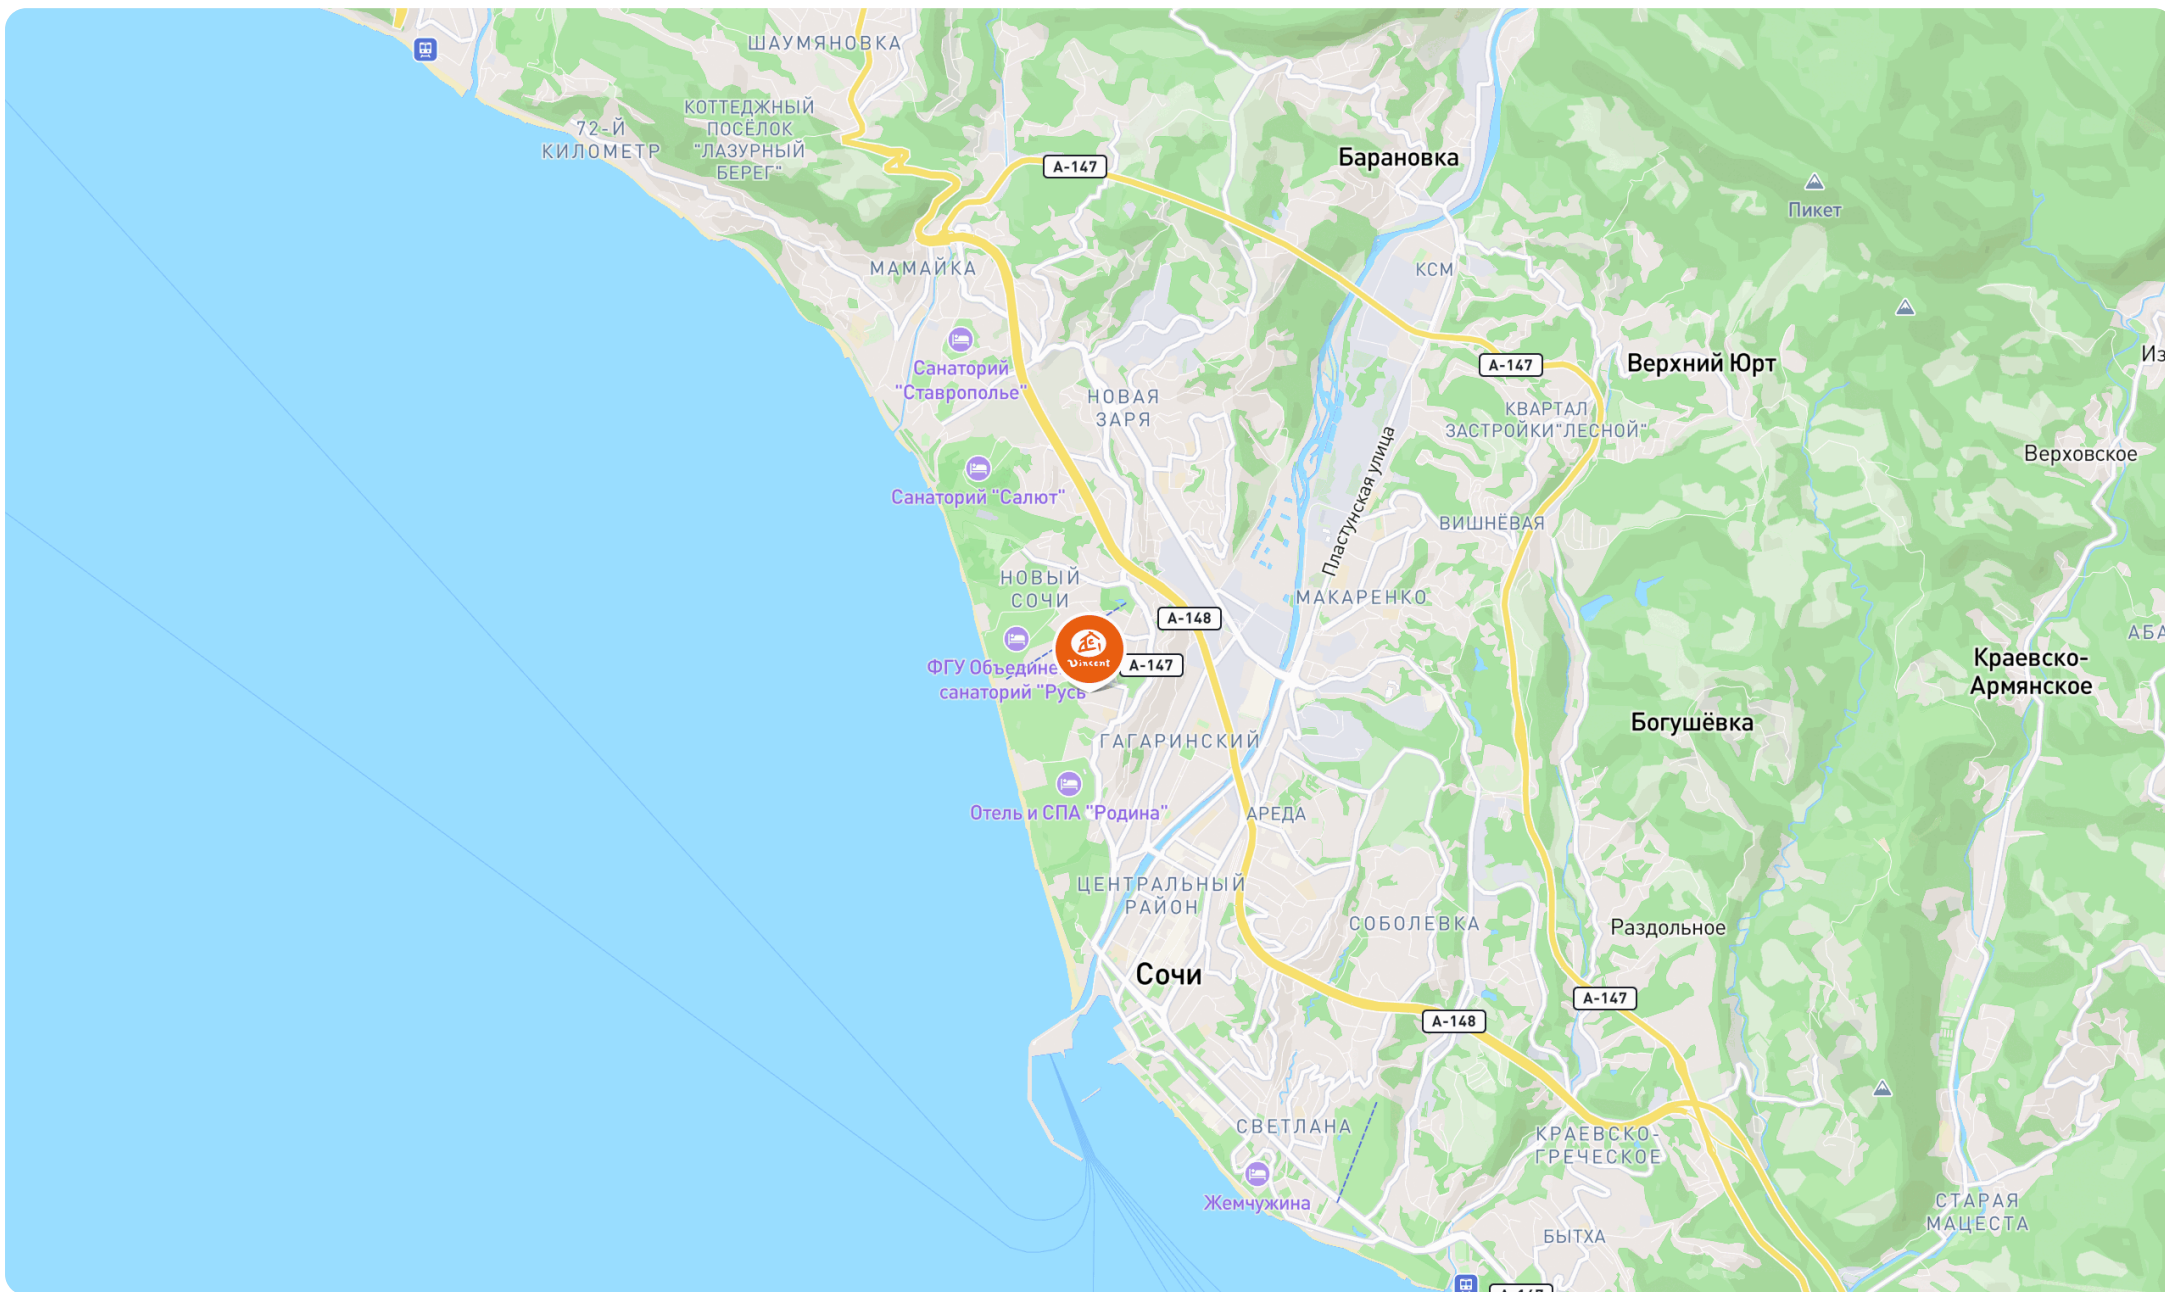 ШАУМЯНОВКА
КОТТЕДЖНЫЙ
ПОСЁЛОК
"ЛАЗУРНЫЙ
БЕРЕГ"
72-Й
КИЛОМЕТР
А-147
Барановка
Пикет
МАМАЙКА
КСМ
Санаторий
"Ставрополье"
НОВАЯ
ЗАРЯ
А-147
Верхний Юрт
Из
КВАРТАЛ
ЗАСТРОЙКИ"ЛЕСНОЙ"
Верховское
Санаторий "Салют"
Пластунская улица
ВИШНЁВАЯ
НОВЫЙ
СОЧИ
МАКАРЕНКО
А-148
АБА
Vincent
ФГУ Объедине
санаторий "Русь
А-147
Краевско-
Армянское
Богушёвка
ГАГАРИНСКИЙ
Отель и СПА "Родина"
АРЕДА
ЦЕНТРАЛЬНЫЙ
РАЙОН
СОБОЛЕВКА
Раздольное
Сочи
А-147
А-148
СВЕТЛАНА
КРАЕВСКО-
ГРЕЧЕСКОЕ
Жемчужина
СТАРАЯ
МАЦЕСТА
БЫТХА
А-147